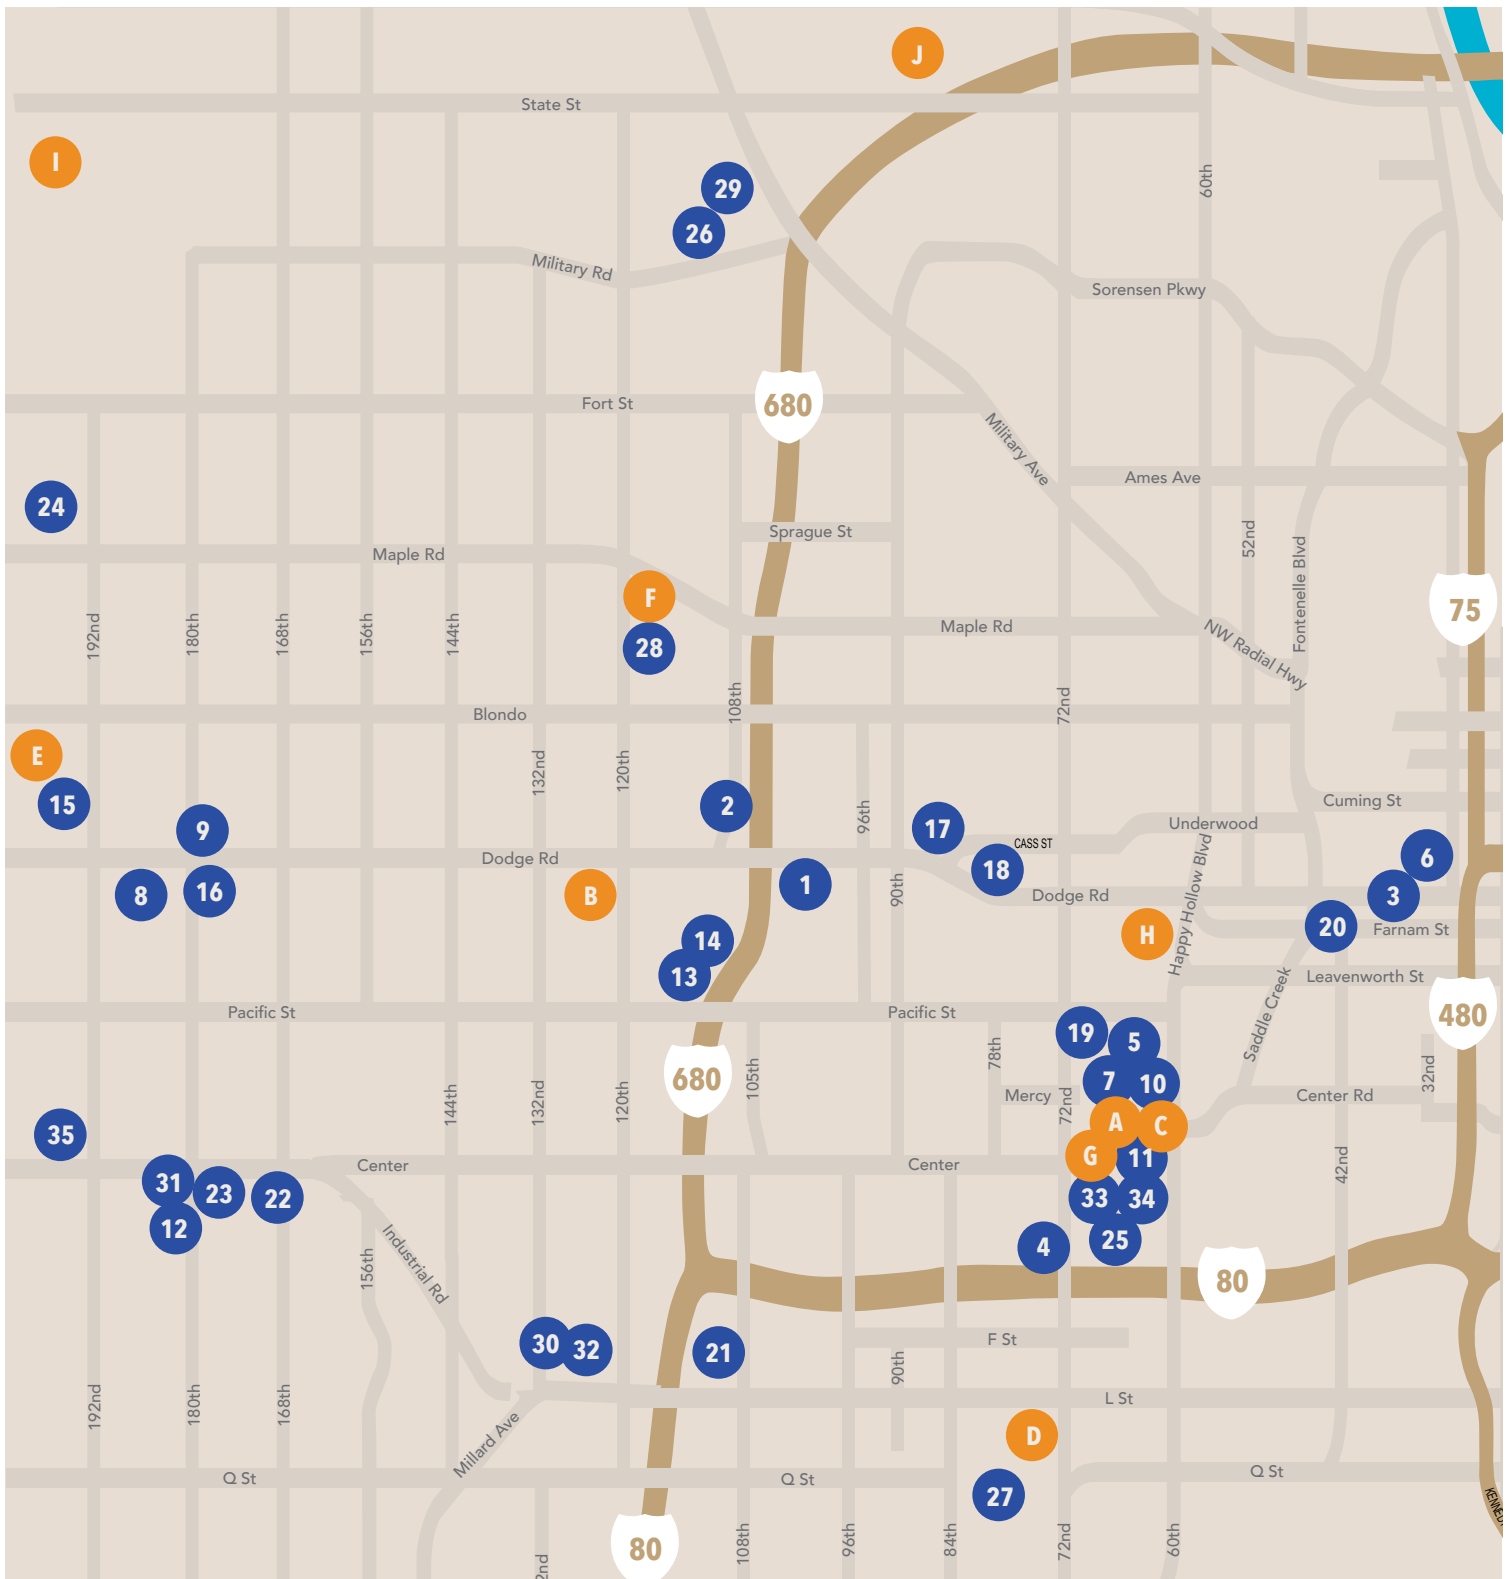 J
State St
I
29
60th
26
Military Rd
Sorensen Pkwy
680
Fort St
Military Ave
Ames Ave
24
Sprague St
52nd
Maple Rd
Fontenelle Blvd
75
F
Maple Rd
192nd
180th
168th
156th
144th
28
NW Radial Hwy
108th
72nd
Blondo
E
132nd
120th
15
2
96th
Cuming St
9
17
Underwood
CASS ST
Dodge Rd
6
18
8
16
B
1
90th
Dodge Rd
Happy Hollow Blvd
3
20
Farnam St
H
14
13
Leavenworth St
Pacific St
Pacific St
Saddle Creek
480
19
5
78th
680
105th
7
10
32nd
144th
132nd
120th
Mercy
72nd
Center Rd
A
C
35
G
11
Center
Center
42nd
31
23
22
33
34
12
25
4
156th
Industrial Rd
80
30
32
21
F St
90th
192nd
180th
168th
L St
Millard Ave
D
Q St
Q St
Q St
27
KENNED
80
2nd
108th
96th
84th
72nd
60th